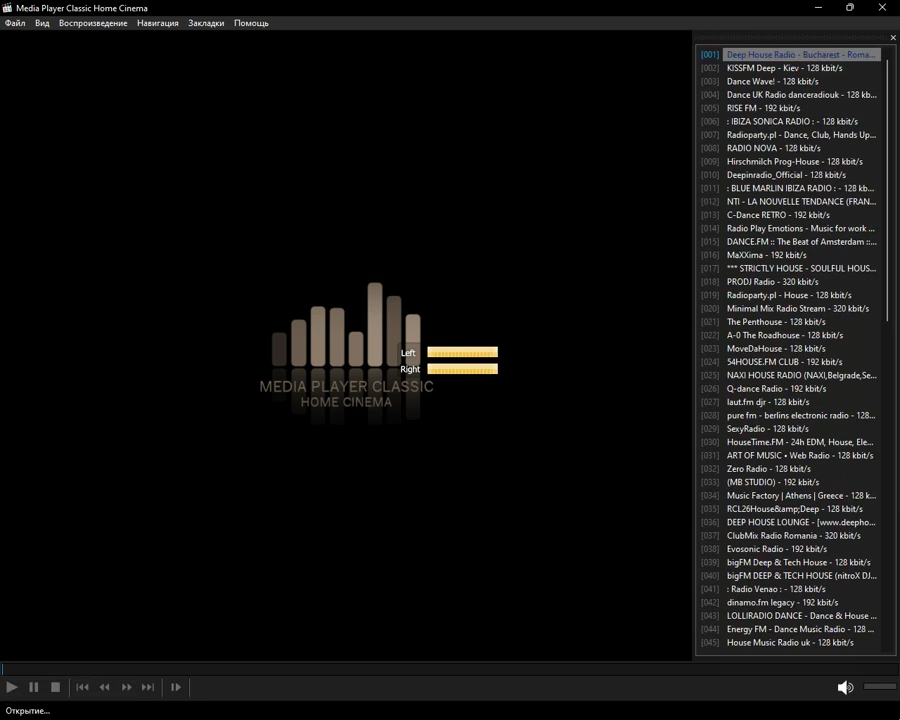 Media Player Classic Home Cinema
Файл Вид Воспроизведение Навигация Закладки Помощь
[001] Deep House Radio - Bucharest - Roma...
[002] KISSFM Deep - Kiev - 128 kbit/s
[003] Dance Wave! - 128 kbit/s
[004] Dance UK Radio danceradiouk - 128 kb...
[005] RISE FM - 192 kbit/s
[006] : IBIZA SONICA RADIO : - 128 kbit/s
[007] Radioparty.pl - Dance, Club, Hands Up...
[008] RADIO NOVA - 128 kbit/s
[009] Hirschmilch Prog-House - 128 kbit/s
[010] Deepinradio_Official - 128 kbit/s
[011] : BLUE MARLIN IBIZA RADIO : - 128 kb...
[012] NTI - LA NOUVELLE TENDANCE (FRAN...
[013] C-Dance RETRO - 192 kbit/s
[014] Radio Play Emotions - Music for work ...
[015] DANCE.FM :: The Beat of Amsterdam ::...
[016] MaXXima - 192 kbit/s
[017] *** STRICTLY HOUSE - SOULFUL HOUS...
[018] PRODJ Radio - 320 kbit/s
[019] Radioparty.pl - House - 128 kbit/s
[020] Minimal Mix Radio Stream - 320 kbit/s
[021] The Penthouse - 128 kbit/s
[022] A-0 The Roadhouse - 128 kbit/s
[023] MoveDaHouse - 128 kbit/s
[024] 54HOUSE.FM CLUB - 192 kbit/s
[025] NAXI HOUSE RADIO (NAXI,Belgrade,Se...
[026] Q-dance Radio - 192 kbit/s
[027] laut.fm djr - 128 kbit/s
[028] pure fm - berlins electronic radio - 128...
[029] SexyRadio - 128 kbit/s
[030] HouseTime.FM - 24h EDM, House, Ele...
[031] ART OF MUSIC • Web Radio - 128 kbit/s
[032] Zero Radio - 128 kbit/s
[033] (MB STUDIO) - 192 kbit/s
[034] Music Factory | Athens | Greece - 128 k...
[035] RCL26House&amp;Deep - 128 kbit/s
[036] DEEP HOUSE LOUNGE - [www.deepho...
[037] ClubMix Radio Romania - 320 kbit/s
[038] Evosonic Radio - 192 kbit/s
[039] bigFM Deep & Tech House - 128 kbit/s
[040] bigFM DEEP & TECH HOUSE (nitroX DJ...
[041] : Radio Venao : - 128 kbit/s
[042] dinamo.fm legacy - 192 kbit/s
[043] LOLLIRADIO DANCE - Dance & House ...
[044] Energy FM - Dance Music Radio - 128 ...
[045] House Music Radio uk - 128 kbit/s
Left
Right
MEDIA PLAYER CLASSIC
HOME CINEMA
Открытие...